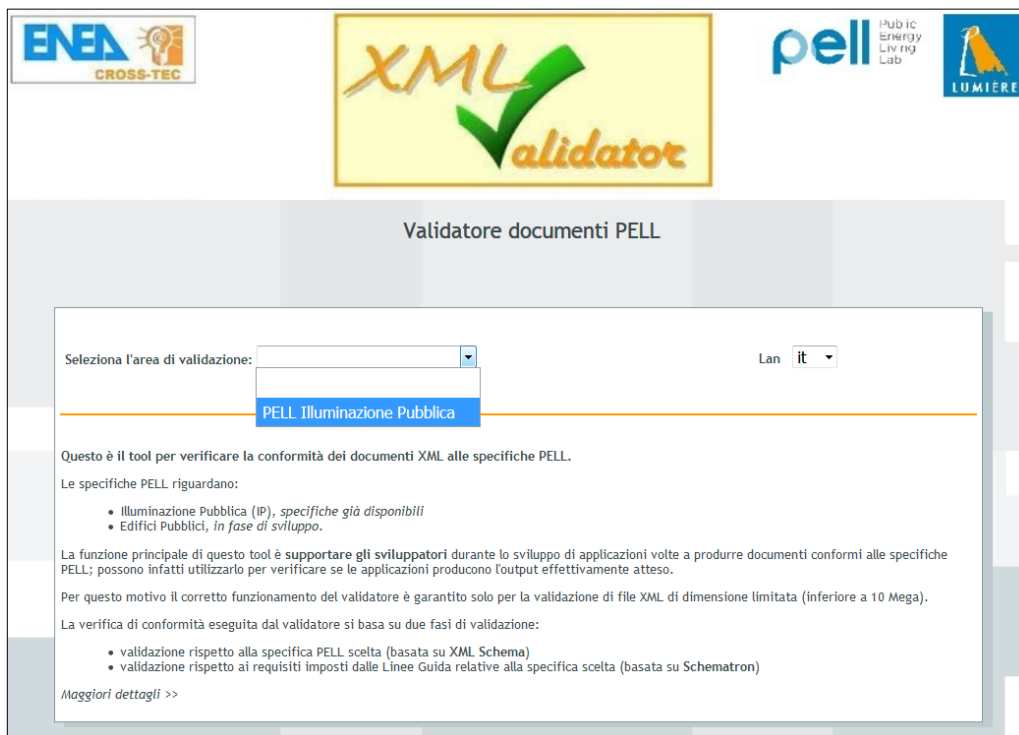 ENEA
CROSS-TEC
XML
Validator
pell
Public
Energy
Living
Lab
LUMIÈRE
Validatore documenti PELL
Seleziona l'area di validazione:
Lan it
PELL Illuminazione Pubblica
Questo è il tool per verificare la conformità dei documenti XML alle specifiche PELL.
Le specifiche PELL riguardano:
• Illuminazione Pubblica (IP), specifiche già disponibili
• Edifici Pubblici, in fase di sviluppo.
La funzione principale di questo tool è supportare gli sviluppatori durante lo sviluppo di applicazioni volte a produrre documenti conformi alle specifiche
PELL; possono infatti utilizzarlo per verificare se le applicazioni producono l'output effettivamente atteso.
Per questo motivo il corretto funzionamento del validatore è garantito solo per la validazione di file XML di dimensione limitata (inferiore a 10 Mega).
La verifica di conformità eseguita dal validatore si basa su due fasi di validazione:
• validazione rispetto alla specifica PELL scelta (basata su XML Schema)
• validazione rispetto ai requisiti imposti dalle Linee Guida relative alla specifica scelta (basata su Schematron)
Maggiori dettagli >>